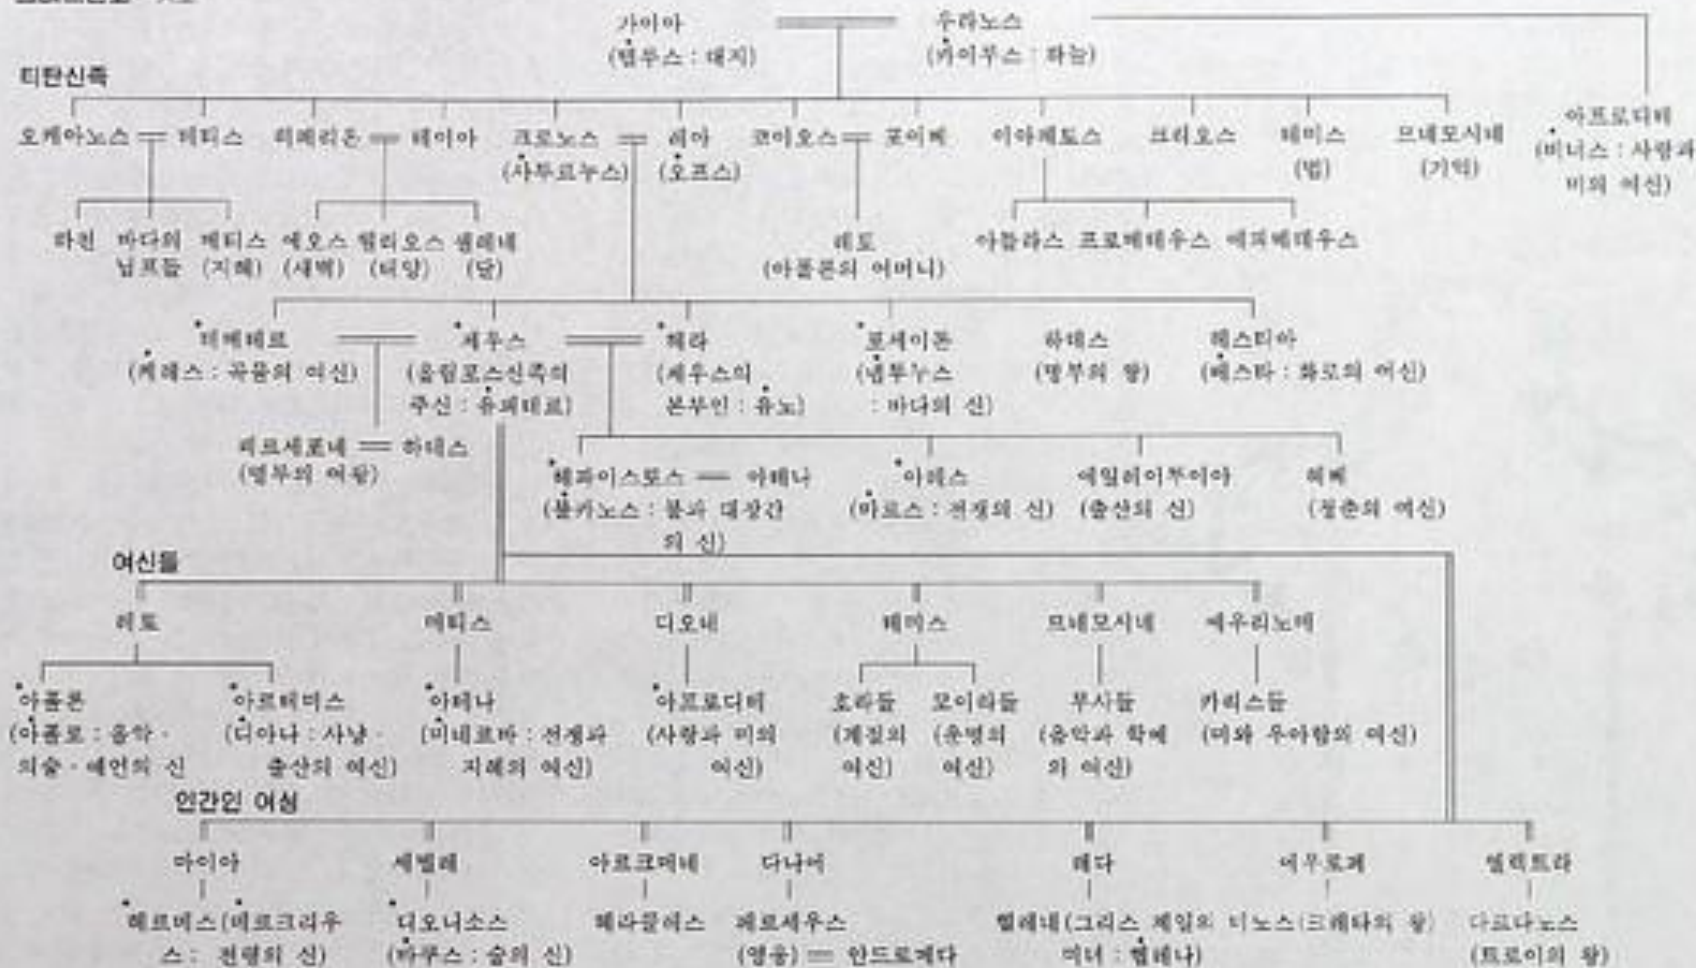 가이아 우라노스
(텔루스 : 대지) (카이루스 : 하늘)
티탄신족
아프로디테
오케아노스 테티스 히페리온 테이아 크로노스 레아 코이오스 포이베 이아페토스 크리오스 테미스 므네모시네
(비너스 : 사랑과
(사투르누스) (오프스) (법) (기억)
미의 여신)
하천 바다의 메티스 에오스 헬리오스 셀레네 레토 아틀라스 프로메테우스 에피메테우스
님프들 (지혜) (새벽) (태양) (달) (아폴론의 어머니)
데메테르 제우스 헤라 포세이돈 하데스 헤스티아
(케레스 : 곡물의 여신) (올림포스신족의 (제우스의 (넵투누스 (명부의 왕) (베스타 : 화로의 여신)
주신 : 유피테르) 본부인 : 유노) : 바다의 신)
페르세포네 하데스
(명부의 여왕)
헤파이스토스 아테나 아레스 에일레이투이아 헤베
(불카노스 : 불과 대장간 (마르스 : 전쟁의 신) (출산의 신) (청춘의 여신)
의 신)
여신들
레토 메티스 디오네 테미스 므네모시네 에우리노메
아폴론 아르테미스 아테나 아프로디테 호라들 모이라들 무사들 카리스들
(아폴로 : 음악 · (디아나 : 사냥 · (미네르바 : 전쟁과 (사랑과 미의 (계절의 (운명의 (음악과 학예 (미와 우아함의 여신)
의술 · 예언의 신 출산의 여신) 지혜의 여신) 여신) 여신) 여신) 의 여신)
인간인 여성
마이아 세멜레 아르크메네 다나에 레다 에우로페 엘렉트라
헤르메스(메르크리우 디오니소스 헤라클레스 페르세우스 헬레네(그리스 제일의 미노스(크레타의 왕) 다르다노스
스 : 전령의 신) (바쿠스 : 술의 신) (영웅) 안드로메다 미녀 : 헬레나) (트로이의 왕)